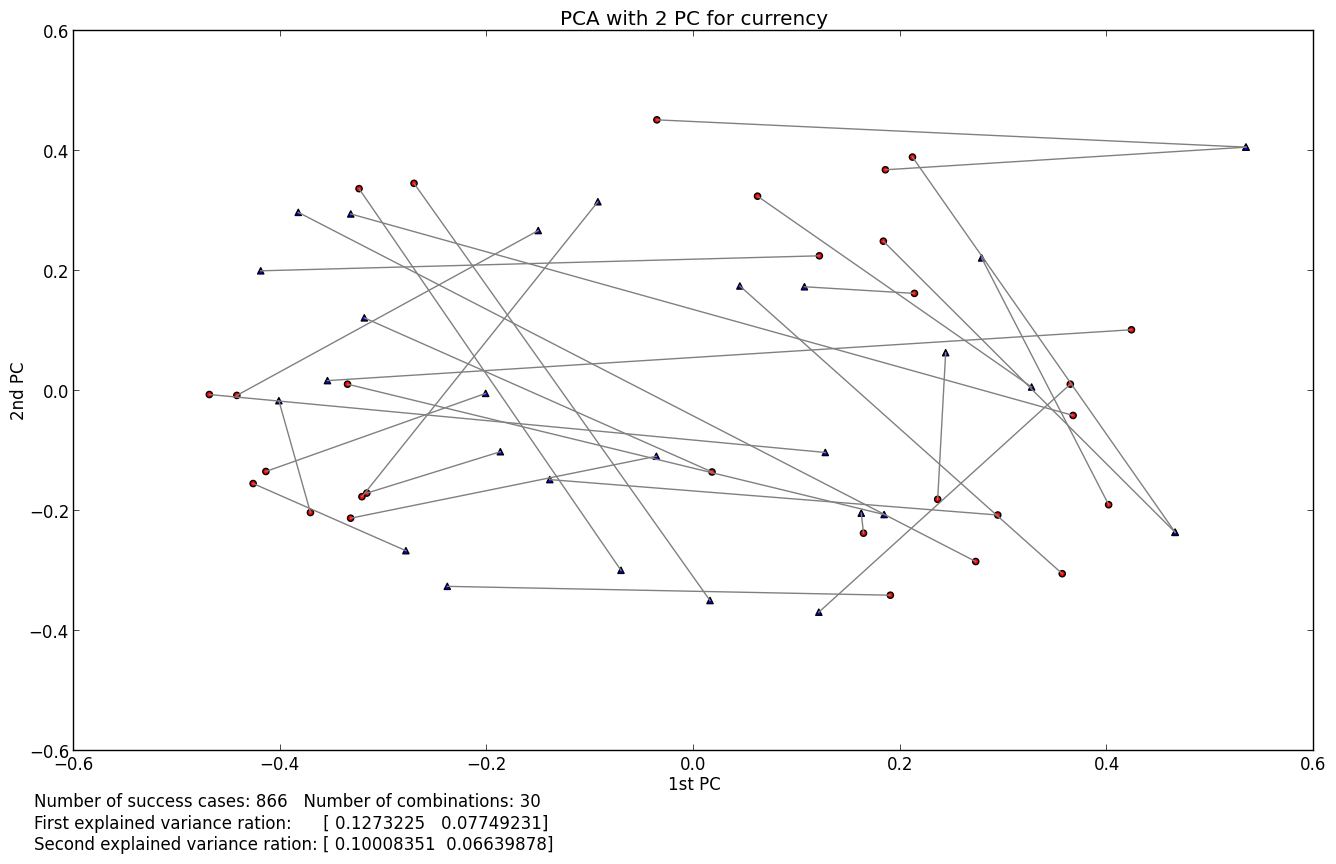 PCA with 2 PC for currency
0.6
0.4
0.2
0.0
−0.2
−0.4
−0.6
2nd PC
−0.6 −0.4 −0.2 0.0 0.2 0.4 0.6
1st PC
Number of success cases: 866 Number of combinations: 30
First explained variance ration: [ 0.1273225 0.07749231]
Second explained variance ration: [ 0.10008351 0.06639878]